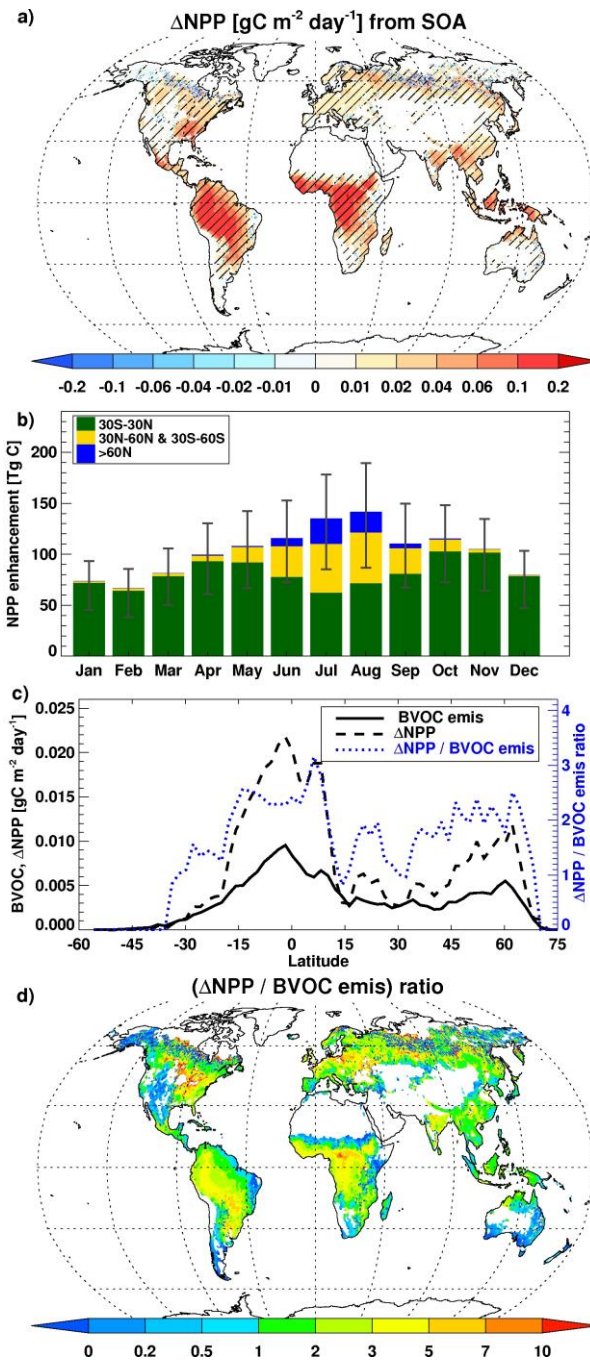 a)
ΔNPP [gC m⁻² day⁻¹] from SOA
-0.2 -0.1 -0.06 -0.04 -0.02 -0.01 0 0.01 0.02 0.04 0.06 0.1 0.2
b)
30S-30N
30N-60N & 30S-60S
>60N
NPP enhancement [Tg C]
200
150
100
50
0
Jan Feb Mar Apr May Jun Jul Aug Sep Oct Nov Dec
c)
BVOC emis
ΔNPP
ΔNPP / BVOC emis
BVOC, ΔNPP [gC m⁻² day⁻¹]
0.025
0.020
0.015
0.010
0.005
0.000
4
3
2
1
0
ΔNPP / BVOC emis ratio
-60 -45 -30 -15 0 15 30 45 60 75
Latitude
d)
(ΔNPP / BVOC emis) ratio
0 0.2 0.5 1 2 3 5 7 10